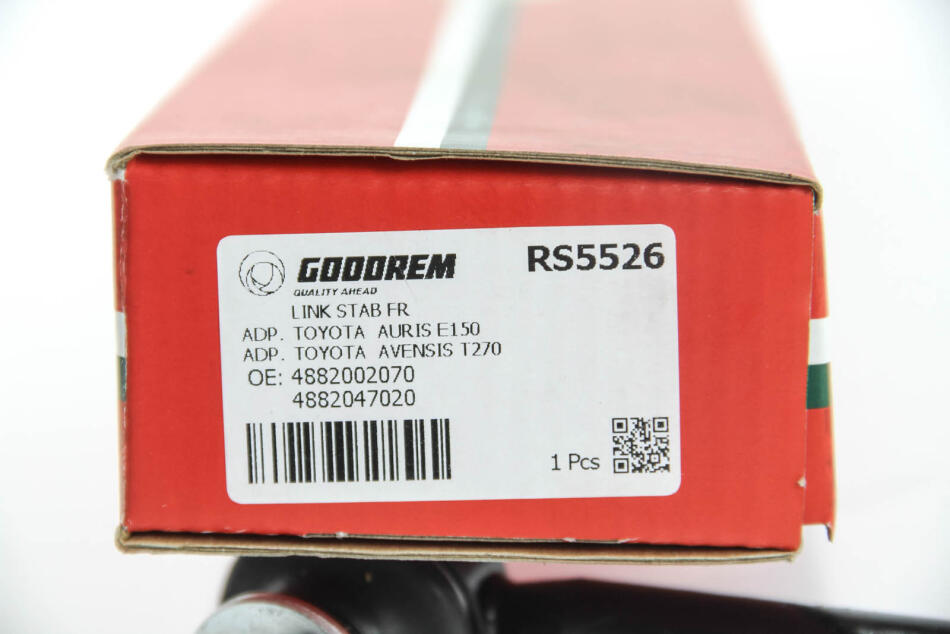 GOODREM
QUALITY AHEAD
RS5526
LINK STAB FR
ADP. TOYOTA AURIS E150
ADP. TOYOTA AVENSIS T270
OE: 4882002070
4882047020
1 Pcs